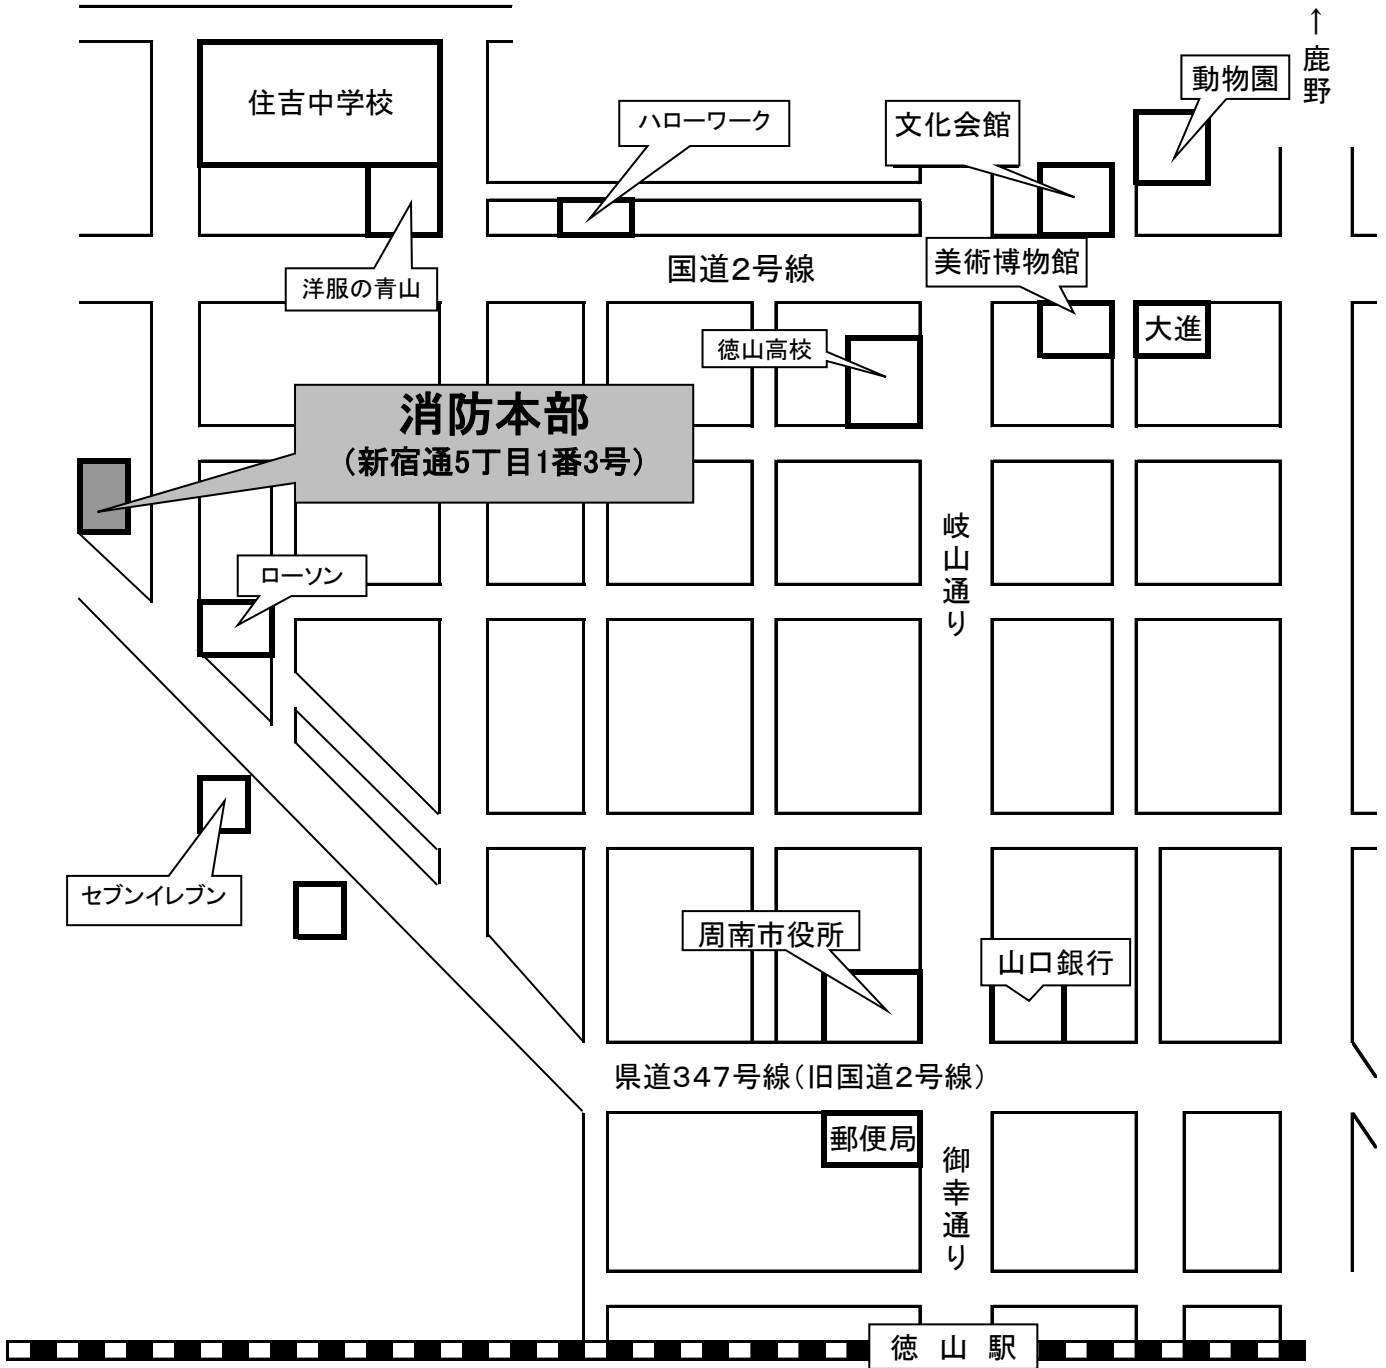 ↑鹿野
動物園
住吉中学校
ハローワーク
文化会館
国道2号線
美術博物館
洋服の青山
大進
徳山高校
消防本部
(新宿通5丁目1番3号)
岐山通り
ローソン
セブンイレブン
周南市役所
山口銀行
県道347号線(旧国道2号線)
郵便局
御幸通り
徳 山 駅